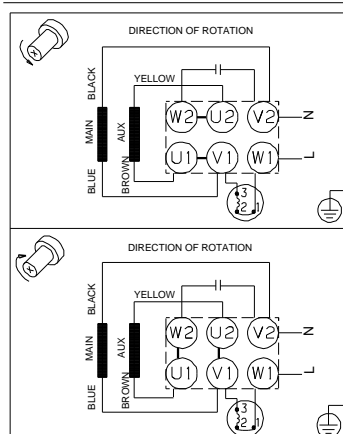 DIRECTION OF ROTATION
BLACK
YELLOW
MAIN
AUX
W2 U2 V2 N
U1 V1 W1 L
BLUE
BROWN
3
2 1
DIRECTION OF ROTATION
BLACK
YELLOW
MAIN
AUX
W2 U2 V2 N
U1 V1 W1 L
BLUE
BROWN
3
2 1